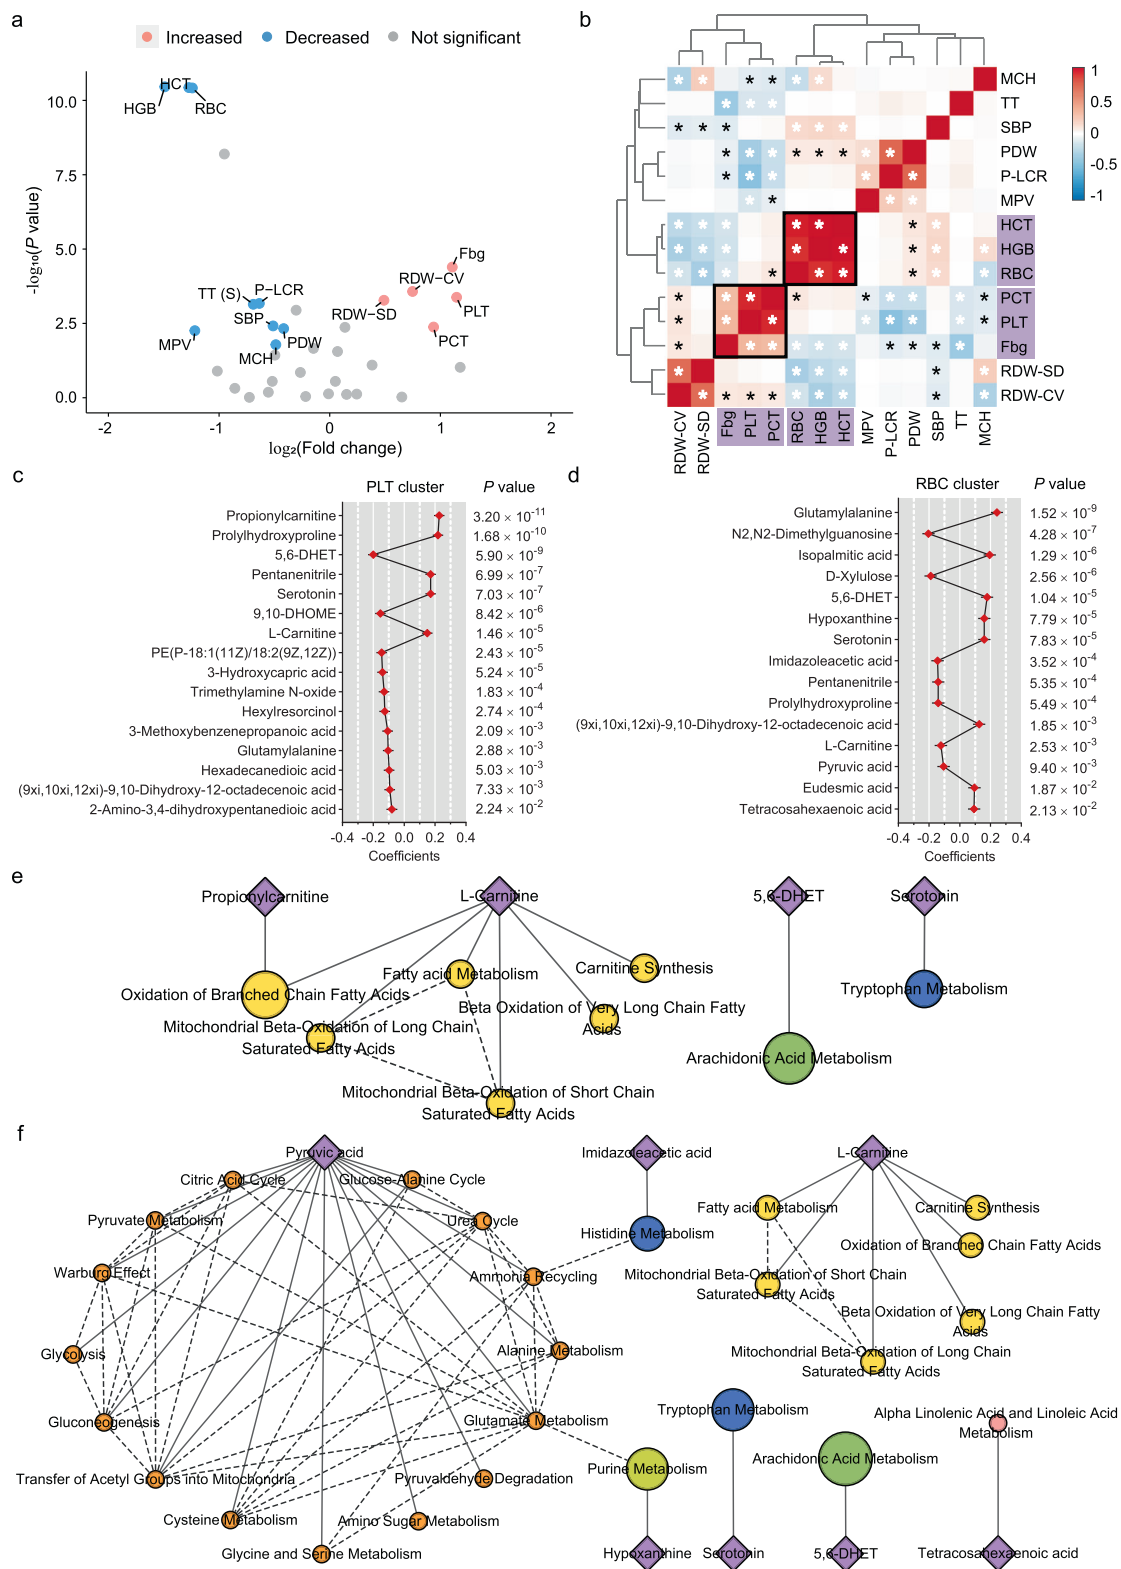 a
Increased
Decreased
Not significant
-log₁₀(P value)
10.0
7.5
5.0
2.5
0.0
HCT
HGB
RBC
Fbg
RDW−CV
TT (S)
P−LCR
RDW−SD
PLT
SBP
MPV
PDW
PCT
MCH
-2
-1
0
1
2
log₂(Fold change)
b
MCH
TT
SBP
PDW
P-LCR
MPV
HCT
HGB
RBC
PCT
PLT
Fbg
RDW-SD
RDW-CV
RDW-CV
RDW-SD
Fbg
PLT
PCT
RBC
HGB
HCT
MPV
P-LCR
PDW
SBP
TT
MCH
1
0.5
0
-0.5
-1
c
PLT cluster
P value
Propionylcarnitine 3.20 × 10⁻¹¹
Prolylhydroxyproline 1.68 × 10⁻¹⁰
5,6-DHET 5.90 × 10⁻⁹
Pentanenitrile 6.99 × 10⁻⁷
Serotonin 7.03 × 10⁻⁷
9,10-DHOME 8.42 × 10⁻⁶
L-Carnitine 1.46 × 10⁻⁵
PE(P-18:1(11Z)/18:2(9Z,12Z)) 2.43 × 10⁻⁵
3-Hydroxycapric acid 5.24 × 10⁻⁵
Trimethylamine N-oxide 1.83 × 10⁻⁴
Hexylresorcinol 2.74 × 10⁻⁴
3-Methoxybenzenepropanoic acid 2.09 × 10⁻³
Glutamylalanine 2.88 × 10⁻³
Hexadecanedioic acid 5.03 × 10⁻³
(9xi,10xi,12xi)-9,10-Dihydroxy-12-octadecenoic acid 7.33 × 10⁻³
2-Amino-3,4-dihydroxypentanedioic acid 2.24 × 10⁻²
-0.4 -0.2 0.0 0.2 0.4
Coefficients
d
RBC cluster
P value
Glutamylalanine 1.52 × 10⁻⁹
N2,N2-Dimethylguanosine 4.28 × 10⁻⁷
Isopalmitic acid 1.29 × 10⁻⁶
D-Xylulose 2.56 × 10⁻⁶
5,6-DHET 1.04 × 10⁻⁵
Hypoxanthine 7.79 × 10⁻⁵
Serotonin 7.83 × 10⁻⁵
Imidazoleacetic acid 3.52 × 10⁻⁴
Pentanenitrile 5.35 × 10⁻⁴
Prolylhydroxyproline 5.49 × 10⁻⁴
(9xi,10xi,12xi)-9,10-Dihydroxy-12-octadecenoic acid 1.85 × 10⁻³
L-Carnitine 2.53 × 10⁻³
Pyruvic acid 9.40 × 10⁻³
Eudesmic acid 1.87 × 10⁻²
Tetracosahexaenoic acid 2.13 × 10⁻²
-0.4 -0.2 0.0 0.2 0.4
Coefficients
e
Propionylcarnitine
L-Carnitine
5,6-DHET
Serotonin
Fatty acid Metabolism
Carnitine Synthesis
Oxidation of Branched Chain Fatty Acids
Tryptophan Metabolism
Beta Oxidation of Very Long Chain Fatty
Acids
Mitochondrial Beta-Oxidation of Long Chain
Saturated Fatty Acids
Arachidonic Acid Metabolism
Mitochondrial Beta-Oxidation of Short Chain
Saturated Fatty Acids
f
Pyruvic acid
Citric Acid Cycle
Glucose-Alanine Cycle
Pyruvate Metabolism
Urea Cycle
Warburg Effect
Ammonia Recycling
Glycolysis
Alanine Metabolism
Gluconeogenesis
Glutamate Metabolism
Transfer of Acetyl Groups into Mitochondria
Pyruvaldehyde Degradation
Cysteine Metabolism
Amino Sugar Metabolism
Glycine and Serine Metabolism
Imidazoleacetic acid
Histidine Metabolism
L-Carnitine
Fatty acid Metabolism
Carnitine Synthesis
Oxidation of Branched Chain Fatty Acids
Mitochondrial Beta-Oxidation of Short Chain
Saturated Fatty Acids
Beta Oxidation of Very Long Chain Fatty
Acids
Mitochondrial Beta-Oxidation of Long Chain
Saturated Fatty Acids
Tryptophan Metabolism
Alpha Linolenic Acid and Linoleic Acid
Metabolism
Purine Metabolism
Arachidonic Acid Metabolism
Hypoxanthine
Serotonin
5,6-DHET
Tetracosahexaenoic acid